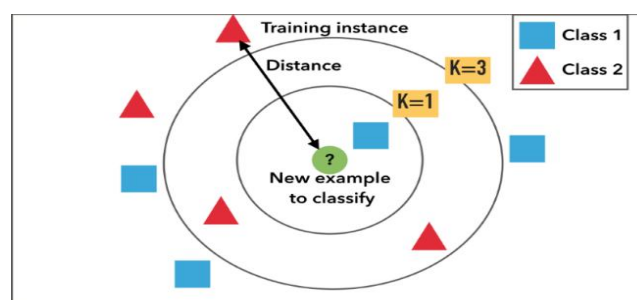 Training instance
Class 1
Distance
K=3
Class 2
K=1
?
New example
to classify